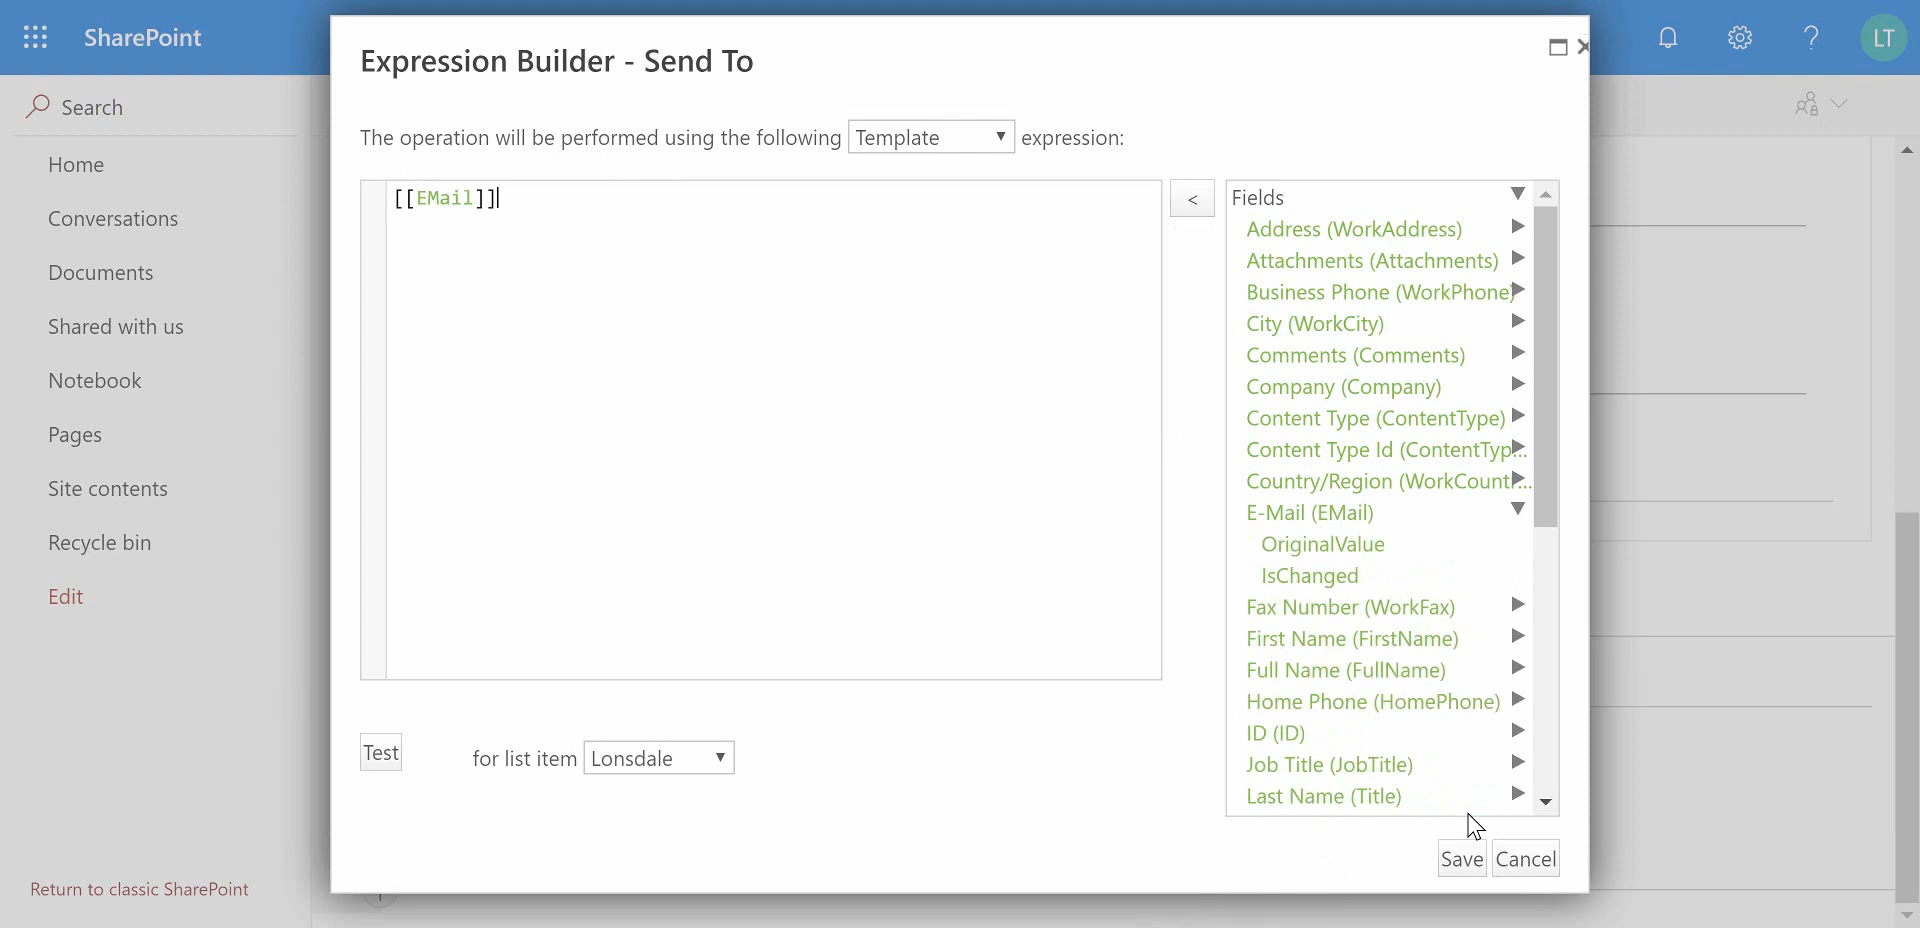 SharePoint
LT
Search
Home
Conversations
Documents
Shared with us
Notebook
Pages
Site contents
Recycle bin
Edit
Return to classic SharePoint
Expression Builder - Send To
The operation will be performed using the following Template expression:
[[EMail]]
<
Fields
Address (WorkAddress)
Attachments (Attachments)
Business Phone (WorkPhone)
City (WorkCity)
Comments (Comments)
Company (Company)
Content Type (ContentType)
Content Type Id (ContentTyp...
Country/Region (WorkCountr...
E-Mail (EMail)
OriginalValue
IsChanged
Fax Number (WorkFax)
First Name (FirstName)
Full Name (FullName)
Home Phone (HomePhone)
ID (ID)
Job Title (JobTitle)
Last Name (Title)
Test for list item Lonsdale
Save Cancel